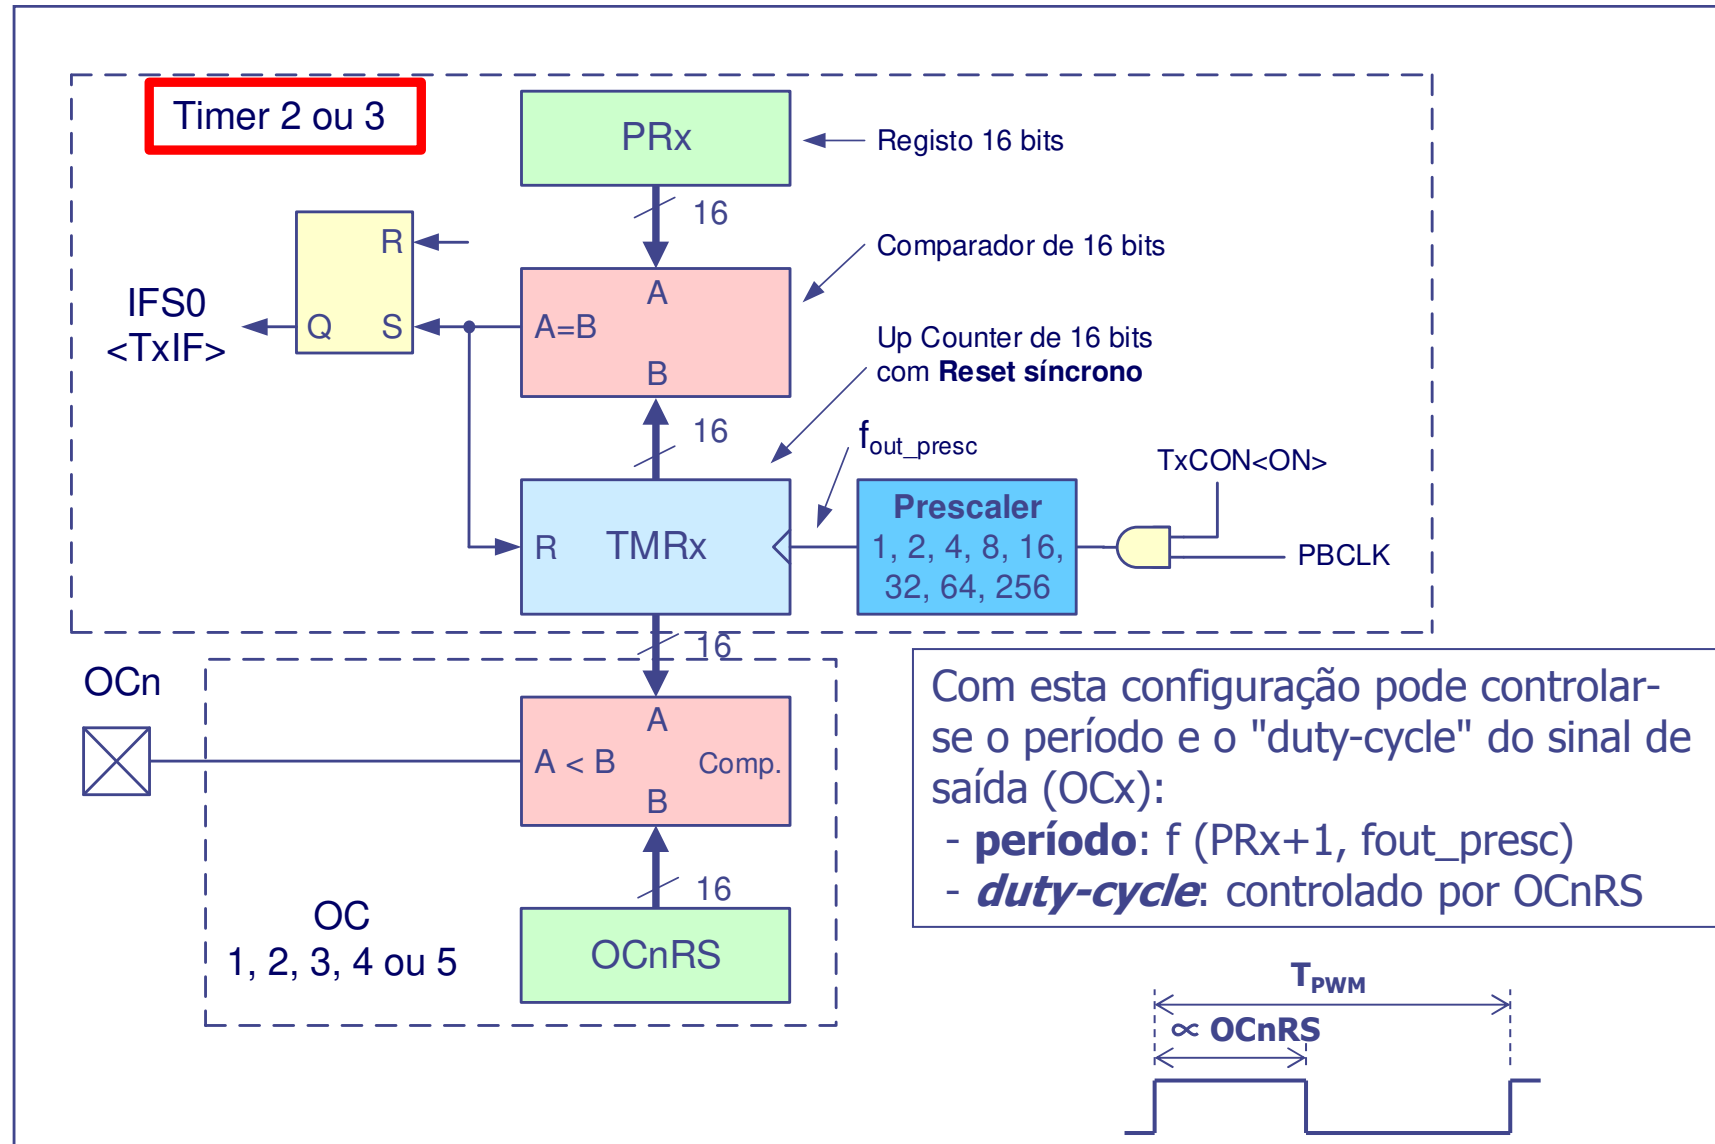 Timer 2 ou 3
PRx
Registo 16 bits
16
R
Comparador de 16 bits
A
IFS0
<TxIF>
Q
S
A=B
B
Up Counter de 16 bits
com Reset síncrono
16
fout_presc
TxCON<ON>
R
TMRx
Prescaler
1, 2, 4, 8, 16,
32, 64, 256
PBCLK
16
OCn
A
A < B
Comp.
B
16
OC
1, 2, 3, 4 ou 5
OCnRS
Com esta configuração pode controlar-
se o período e o "duty-cycle" do sinal de
saída (OCx):
- período: f (PRx+1, fout_presc)
- duty-cycle: controlado por OCnRS
TPWM
∝ OCnRS